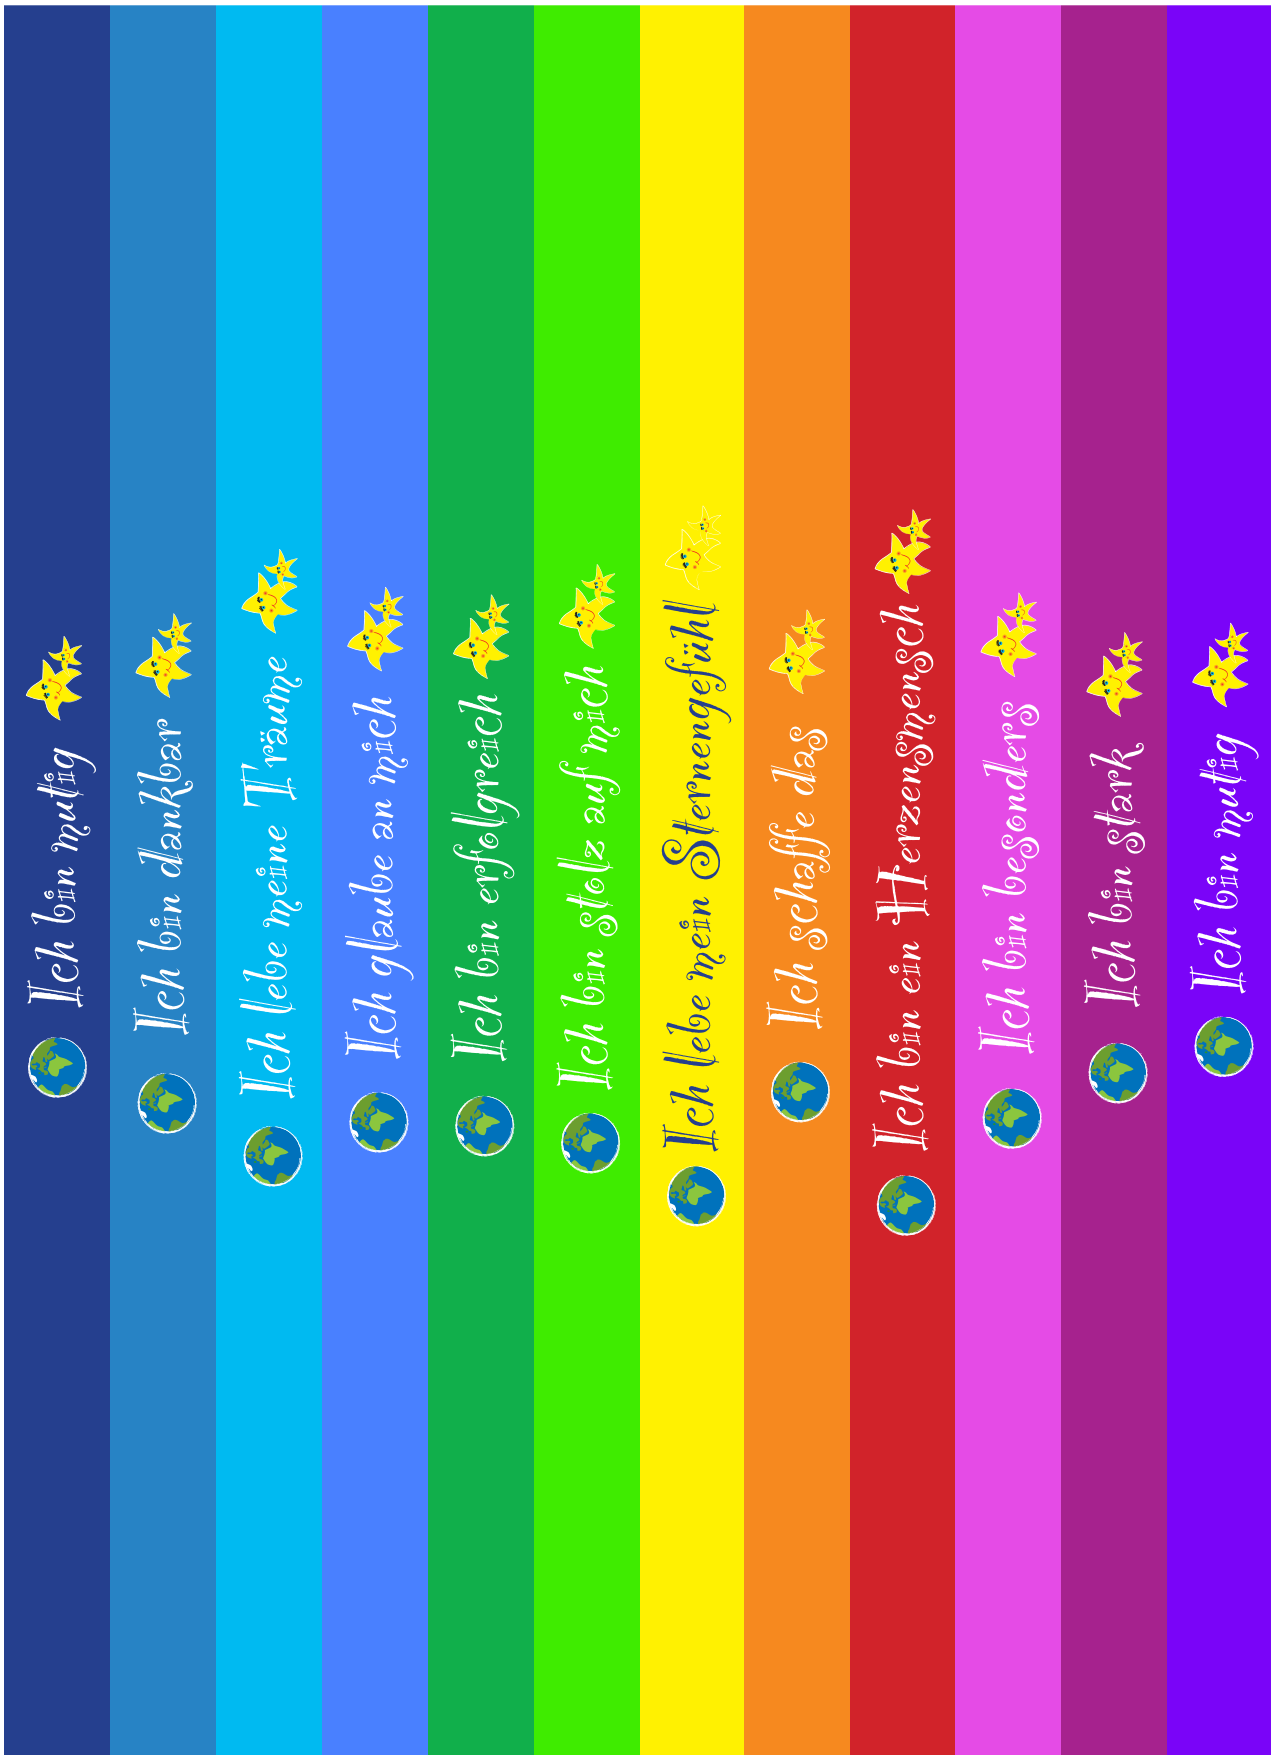 Ich bin mutig
Ich bin dankbar
Ich lebe meine Träume
Ich glaube an mich
Ich bin erfolgreich
Ich bin stolz auf mich
Ich lebe mein Sternengefühl
Ich schaffe das
Ich bin ein Herzensmensch
Ich bin besonders
Ich bin stark
Ich bin mutig